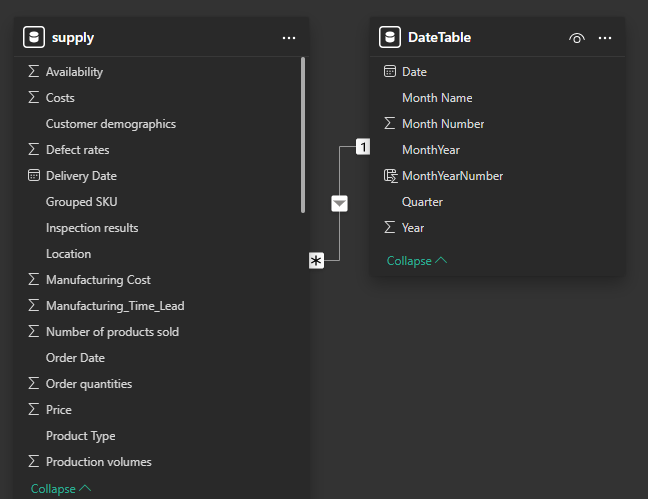 supply
Availability
Costs
Customer demographics
Defect rates
Delivery Date
Grouped SKU
Inspection results
Location
Manufacturing Cost
Manufacturing_Time_Lead
Number of products sold
Order Date
Order quantities
Price
Product Type
Production volumes
Collapse
1
*
DateTable
Date
Month Name
Month Number
MonthYear
MonthYearNumber
Quarter
Year
Collapse